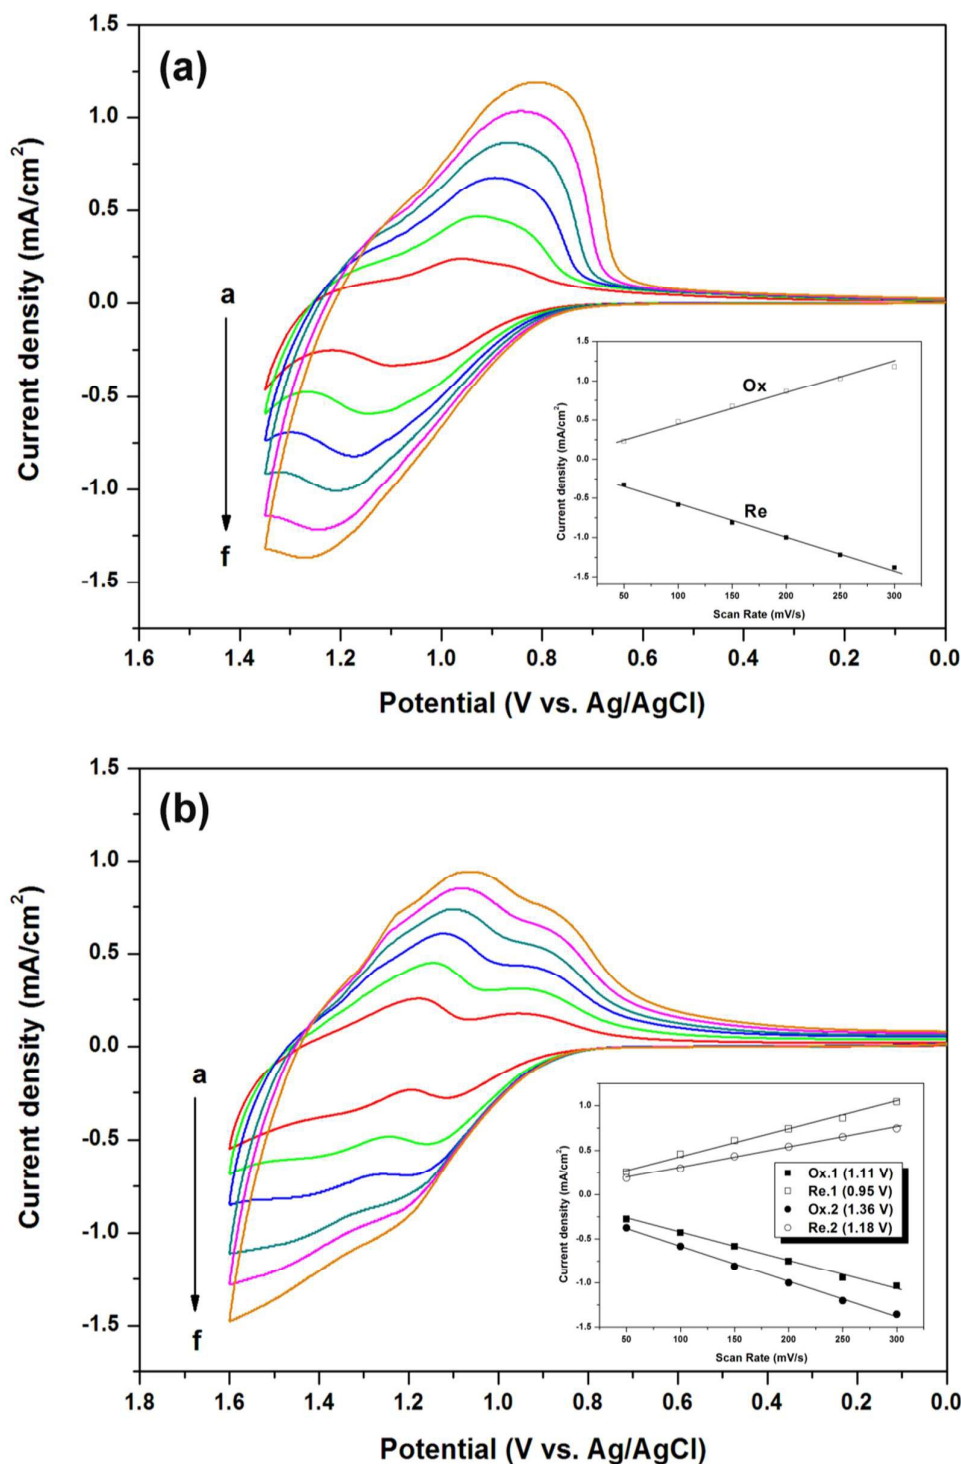 (a)
Current density (mA/cm²)
1.5
1.0
0.5
0.0
-0.5
-1.0
-1.5
a
f
1.6 1.4 1.2 1.0 0.8 0.6 0.4 0.2 0.0
Potential (V vs. Ag/AgCl)
Current density (mA/cm²)
1.5
1.0
0.5
0.0
-0.5
-1.0
-1.5
Ox
Re
50 100 150 200 250 300
Scan Rate (mV/s)
(b)
Current density (mA/cm²)
1.5
1.0
0.5
0.0
-0.5
-1.0
-1.5
a
f
1.8 1.6 1.4 1.2 1.0 0.8 0.6 0.4 0.2 0.0
Potential (V vs. Ag/AgCl)
Current density (mA/cm²)
1.0
0.5
0.0
-0.5
-1.0
-1.5
Ox.1 (1.11 V)
Re.1 (0.95 V)
Ox.2 (1.36 V)
Re.2 (1.18 V)
50 100 150 200 250 300
Scan Rate (mV/s)